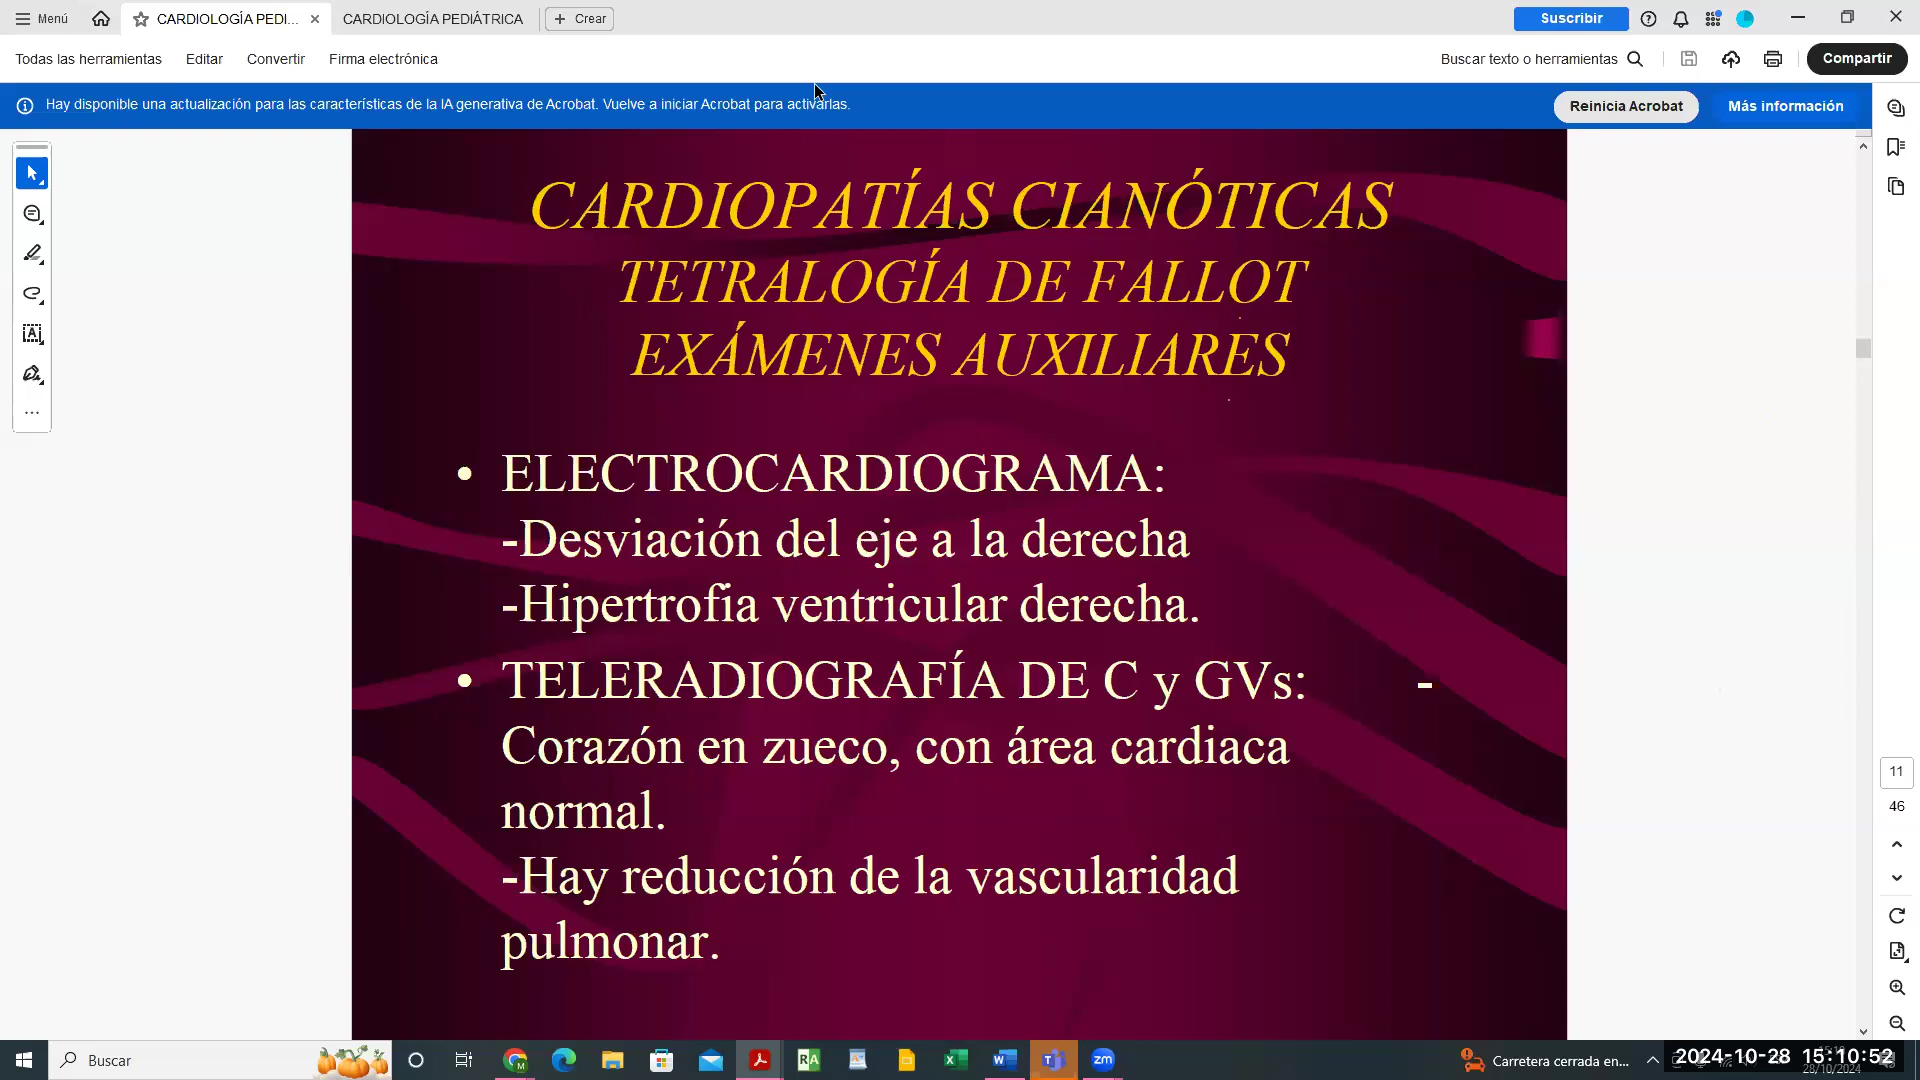 Menú
CARDIOLOGÍA PEDI...
CARDIOLOGÍA PEDIÁTRICA
Crear
Suscribir
Todas las herramientas
Editar
Convertir
Firma electrónica
Buscar texto o herramientas
Compartir
Hay disponible una actualización para las características de la IA generativa de Acrobat. Vuelve a iniciar Acrobat para activarlas.
Reinicia Acrobat
Más información
CARDIOPATÍAS CIANÓTICAS
TETRALOGÍA DE FALLOT
EXÁMENES AUXILIARES
• ELECTROCARDIOGRAMA:
-Desviación del eje a la derecha
-Hipertrofia ventricular derecha.
• TELERADIOGRAFÍA DE C y GVs: -
Corazón en zueco, con área cardiaca
normal.
-Hay reducción de la vascularidad
pulmonar.
11
46
Buscar
Carretera cerrada en...
2024-10-28 15:10:52
28/10/2024